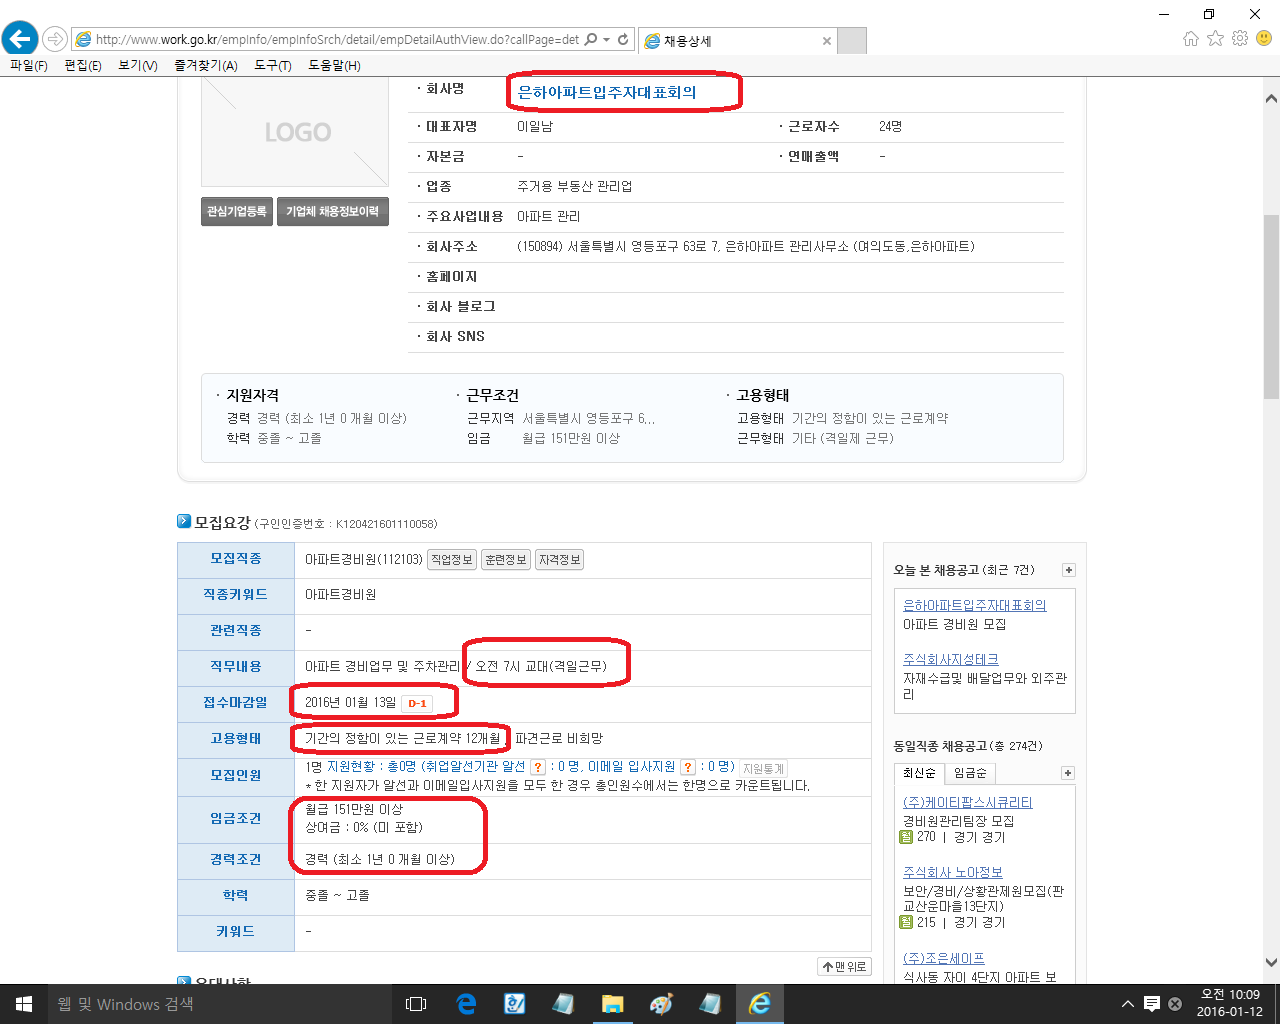 http://www.work.go.kr/empInfo/empInfoSrch/detail/empDetailAuthView.do?callPage=det
채용상세
파일(F) 편집(E) 보기(V) 즐겨찾기(A) 도구(T) 도움말(H)
LOGO
관심기업등록 기업체 채용정보이력
· 회사명 은하아파트입주자대표회의
· 대표자명 이일남 · 근로자수 24명
· 자본금 - · 연매출액 -
· 업종 주거용 부동산 관리업
· 주요사업내용 아파트 관리
· 회사주소 (150894) 서울특별시 영등포구 63로 7, 은하아파트 관리사무소 (여의도동,은하아파트)
· 홈페이지
· 회사 블로그
· 회사 SNS
· 지원자격 · 근무조건 · 고용형태
경력 경력 (최소 1년 0 개월 이상) 근무지역 서울특별시 영등포구 6... 고용형태 기간의 정함이 있는 근로계약
학력 중졸 ~ 고졸 임금 월급 151만원 이상 근무형태 기타 (격일제 근무)
모집요강 (구인인증번호 : K120421601110058)
모집직종 아파트경비원(112103) 직업정보 훈련정보 자격정보
직종키워드 아파트경비원
관련직종 -
직무내용 아파트 경비업무 및 주차관리 / 오전 7시 교대(격일근무)
접수마감일 2016년 01월 13일 D-1
고용형태 기간의 정함이 있는 근로계약 12개월 , 파견근로 비희망
모집인원 1명 지원현황 : 총0명 (취업알선기관 알선 ? : 0 명, 이메일 입사지원 ? : 0 명) 지원통계
* 한 지원자가 알선과 이메일입사지원을 모두 한 경우 총인원수에서는 한명으로 카운트됩니다.
임금조건 월급 151만원 이상
상여금 : 0% (미 포함)
경력조건 경력 (최소 1년 0 개월 이상)
학력 중졸 ~ 고졸
키워드 -
맨위로
우대사항
오늘 본 채용공고 (최근 7건) +
은하아파트입주자대표회의
아파트 경비원 모집
주식회사지성테크
자재수급및 배달업무와 외주관
리
동일직종 채용공고 (총 274건)
최신순 임금순 +
(주)케이티팝스시큐리티
경비원관리팀장 모집
월 270 | 경기 경기
주식회사 노아정보
보안/경비/상황관제원모집(판
교산운마을13단지)
월 215 | 경기 경기
(주)조은세이프
식사동 자이 4단지 아파트 보
웹 및 Windows 검색
오전 10:09
2016-01-12